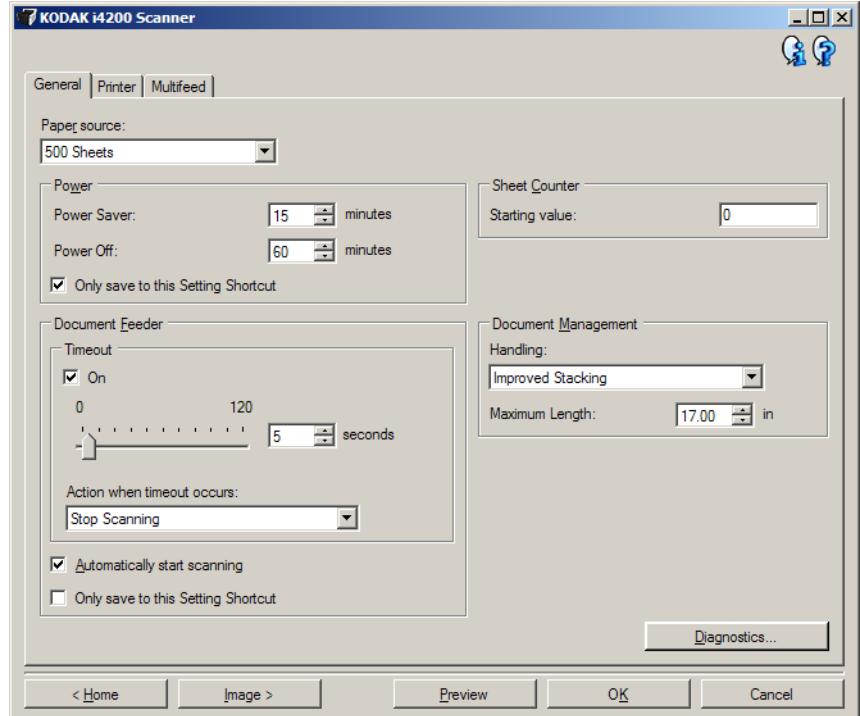 KODAK i4200 Scanner
General Printer Multifeed
Paper source:
500 Sheets
Power
Power Saver: 15 minutes
Power Off: 60 minutes
Only save to this Setting Shortcut
Sheet Counter
Starting value: 0
Document Feeder
Timeout
On
0 120
5 seconds
Action when timeout occurs:
Stop Scanning
Automatically start scanning
Only save to this Setting Shortcut
Document Management
Handling:
Improved Stacking
Maximum Length: 17.00 in
Diagnostics...
< Home Image > Preview OK Cancel